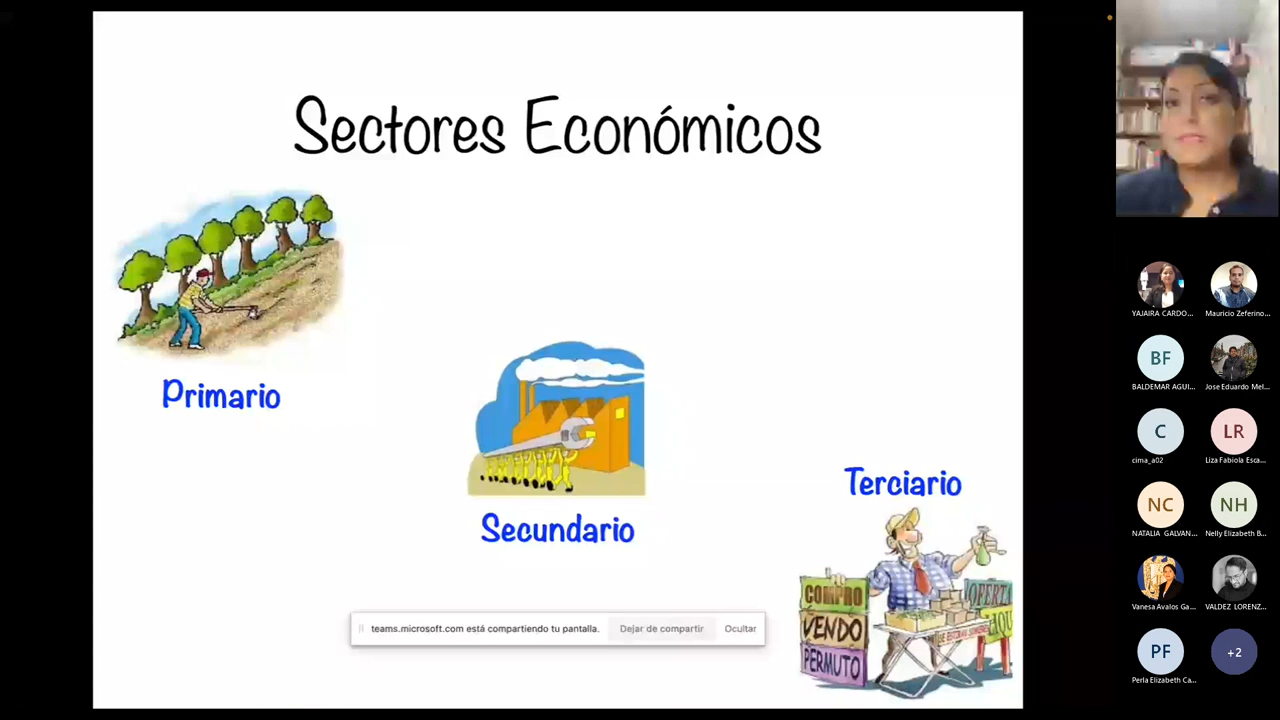 Sectores Económicos
Primario
Secundario
Terciario
COMPRO
VENDO
PERMUTO
OFERTA
teams.microsoft.com está compartiendo tu pantalla.
Dejar de compartir
Ocultar
YAJAIRA CARDO...
Mauricio Zeferino...
BF
BALDEMAR AGUI...
Jose Eduardo Mel...
C
cima_a02
LR
Liza Fabiola Esca...
NC
NATALIA GALVAN...
NH
Nelly Elizabeth B...
Vanesa Avalos Ga...
VALDEZ LORENZ...
PF
Perla Elizabeth Ca...
+2